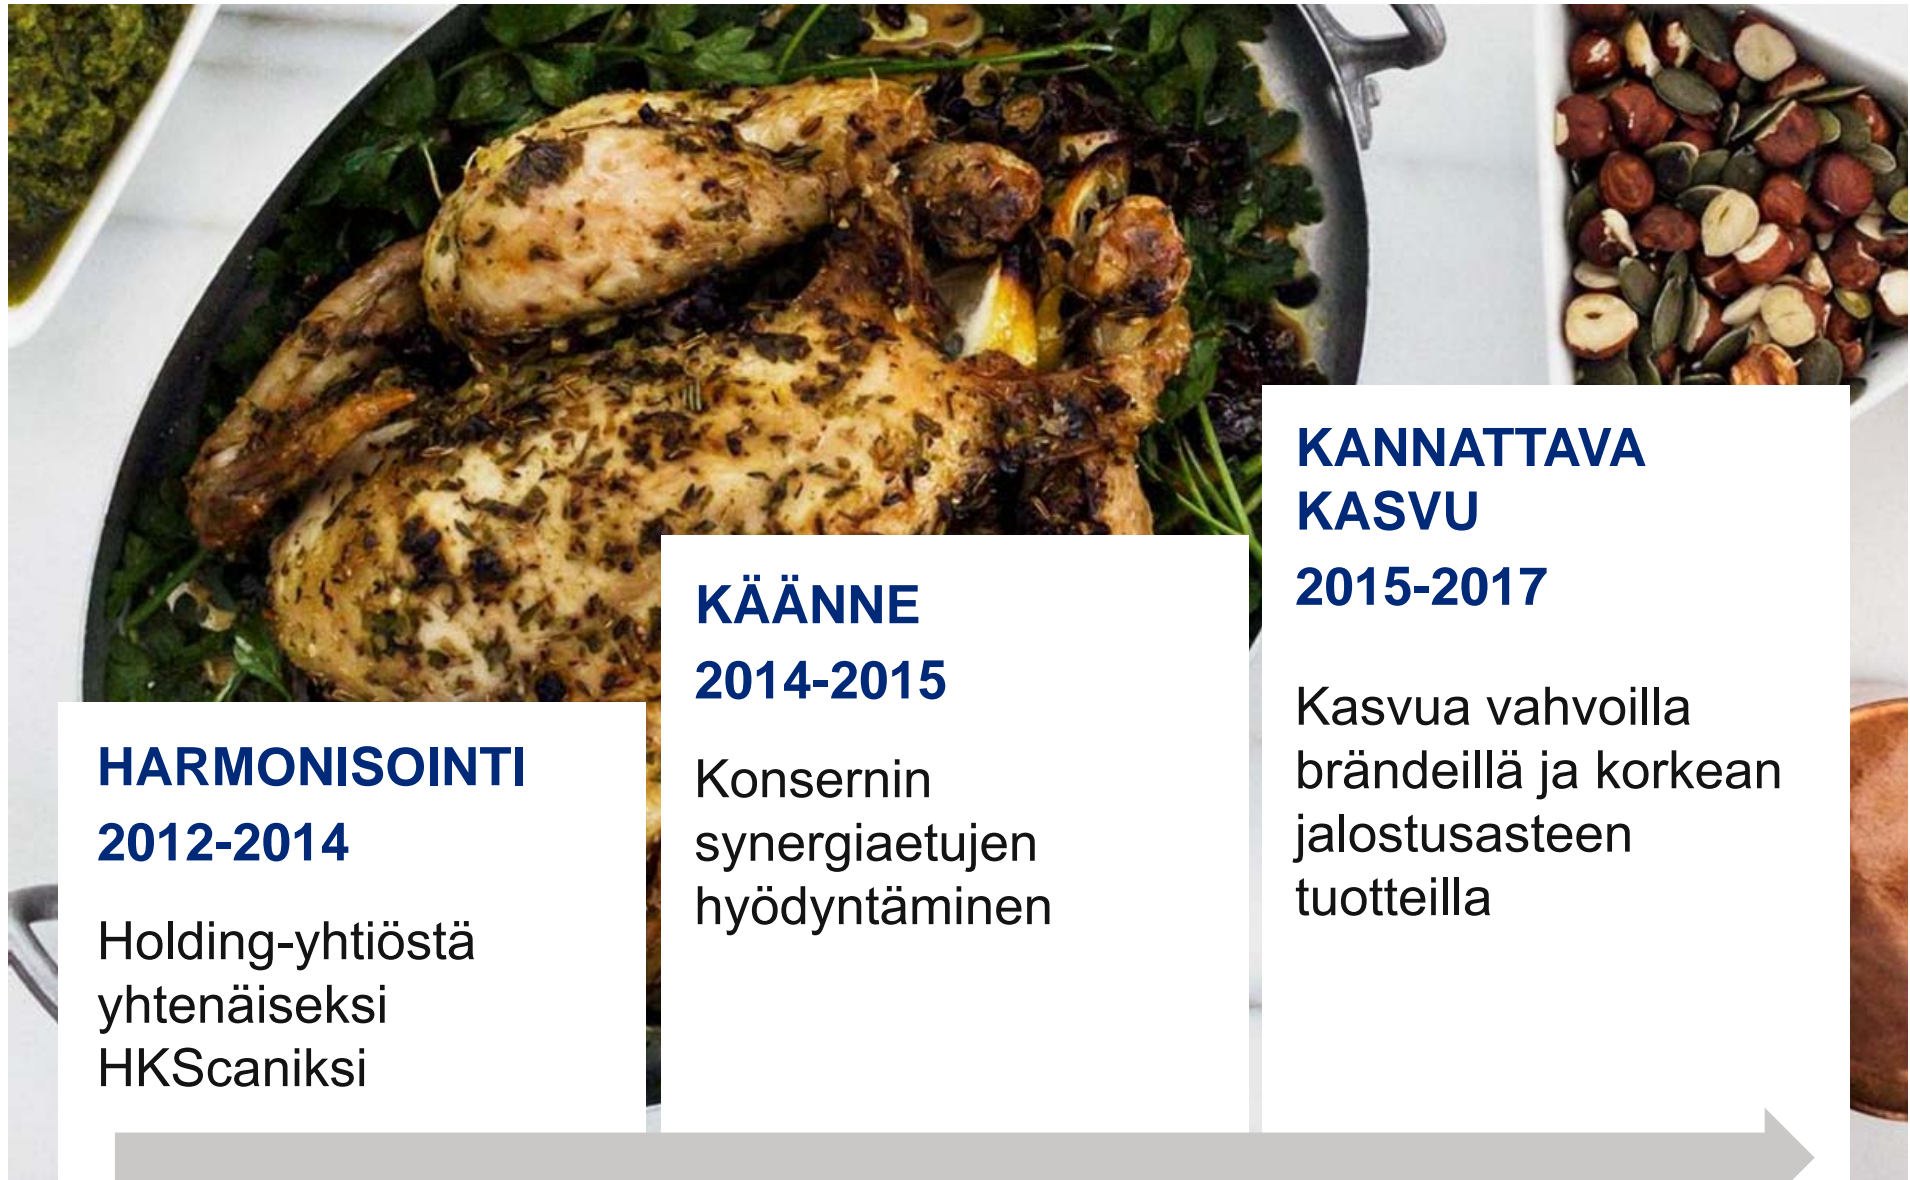 HARMONISOINTI
2012-2014
Holding-yhtiöstä
yhtenäiseksi
HKScaniksi
KÄÄNNE
2014-2015
Konsernin
synergiaetujen
hyödyntäminen
KANNATTAVA
KASVU
2015-2017
Kasvua vahvoilla
brändeillä ja korkean
jalostusasteen
tuotteilla